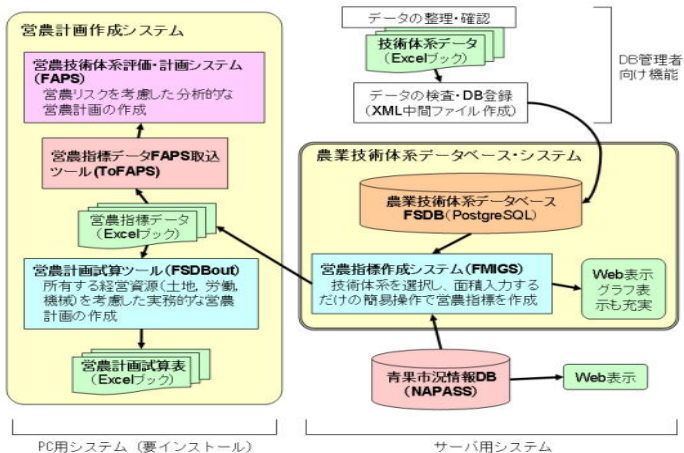 営農計画作成システム
営農技術体系評価・計画システム
(FAPS)
営農リスクを考慮した分析的な
営農計画の作成
営農指標データFAPS取込
ツール(ToFAPS)
営農指標データ
(Excelブック)
営農計画試算ツール(FSDBout)
所有する経営資源(土地, 労働,
機械)を考慮した実務的な営農
計画の作成
営農計画試算表
(Excelブック)
PC用システム (要インストール)
データの整理・確認
技術体系データ
(Excelブック)
データの検査・DB登録
(XML中間ファイル作成)
DB管理者
向け機能
農業技術体系データベース・システム
農業技術体系データベース
FSDB(PostgreSQL)
営農指標作成システム(FMIGS)
技術体系を選択し、面積入力する
だけの簡易操作で営農指標を作成
Web表示
グラフ表
示も充実
青果市況情報DB
(NAPASS)
Web表示
サーバ用システム